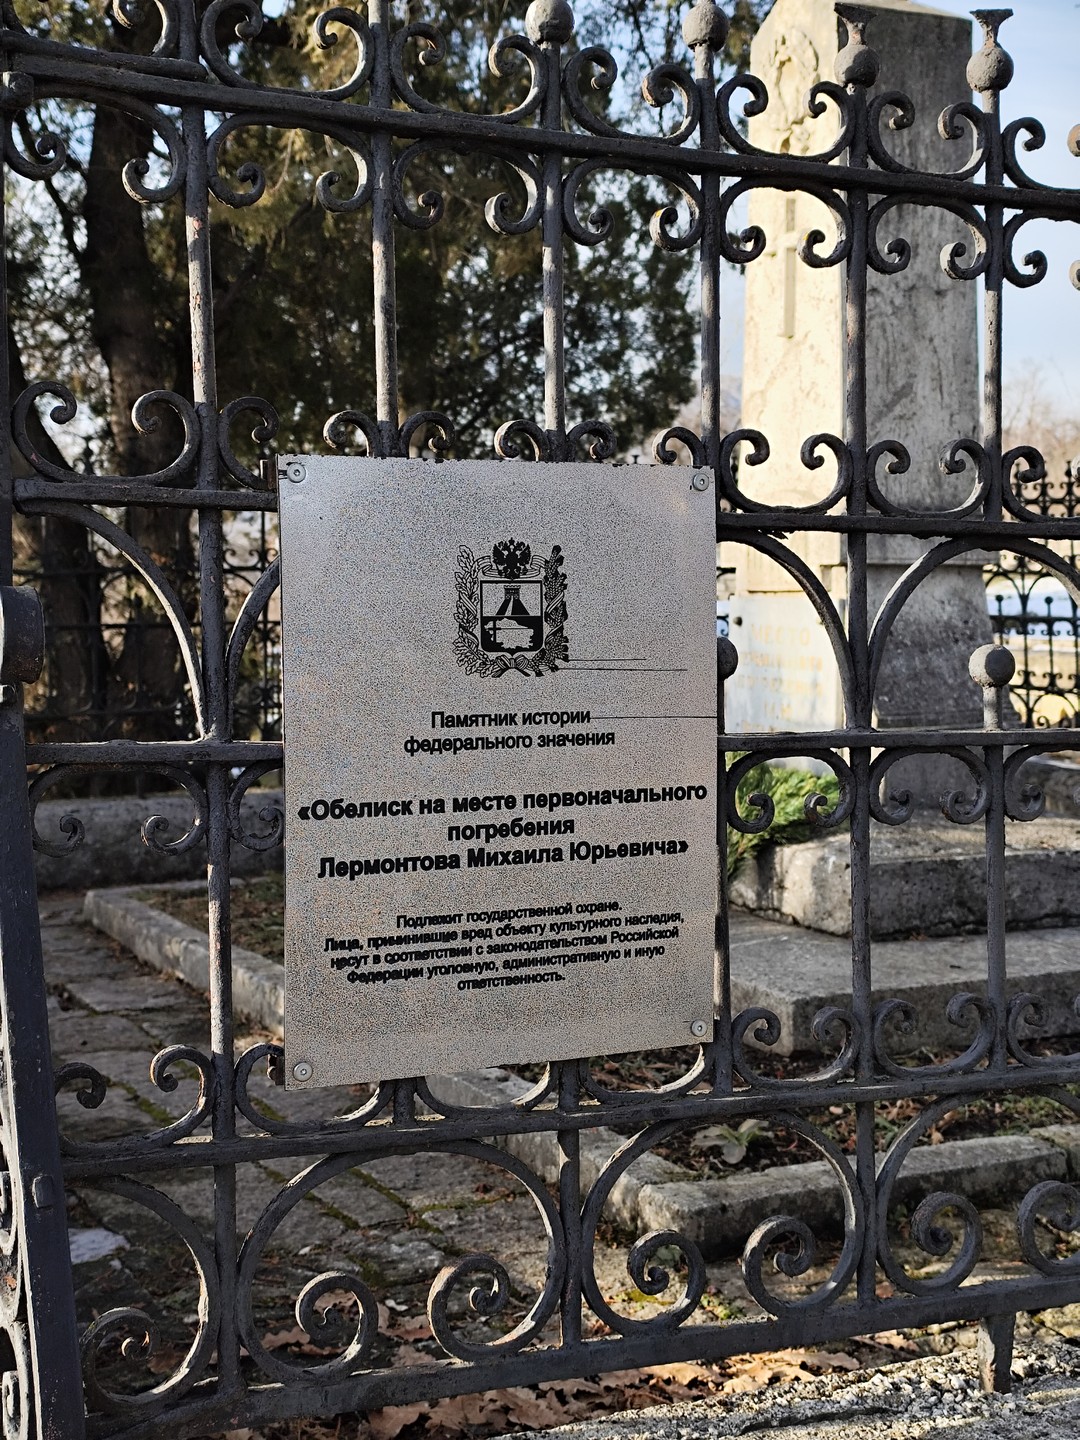 Памятник истории
федерального значения
«Обелиск на месте первоначального
погребения
Лермонтова Михаила Юрьевича»
Подлежит государственной охране.
Лица, причинившие вред объекту культурного наследия,
несут в соответствии с законодательством Российской
Федерации уголовную, административную и иную
ответственность.
МЕСТО